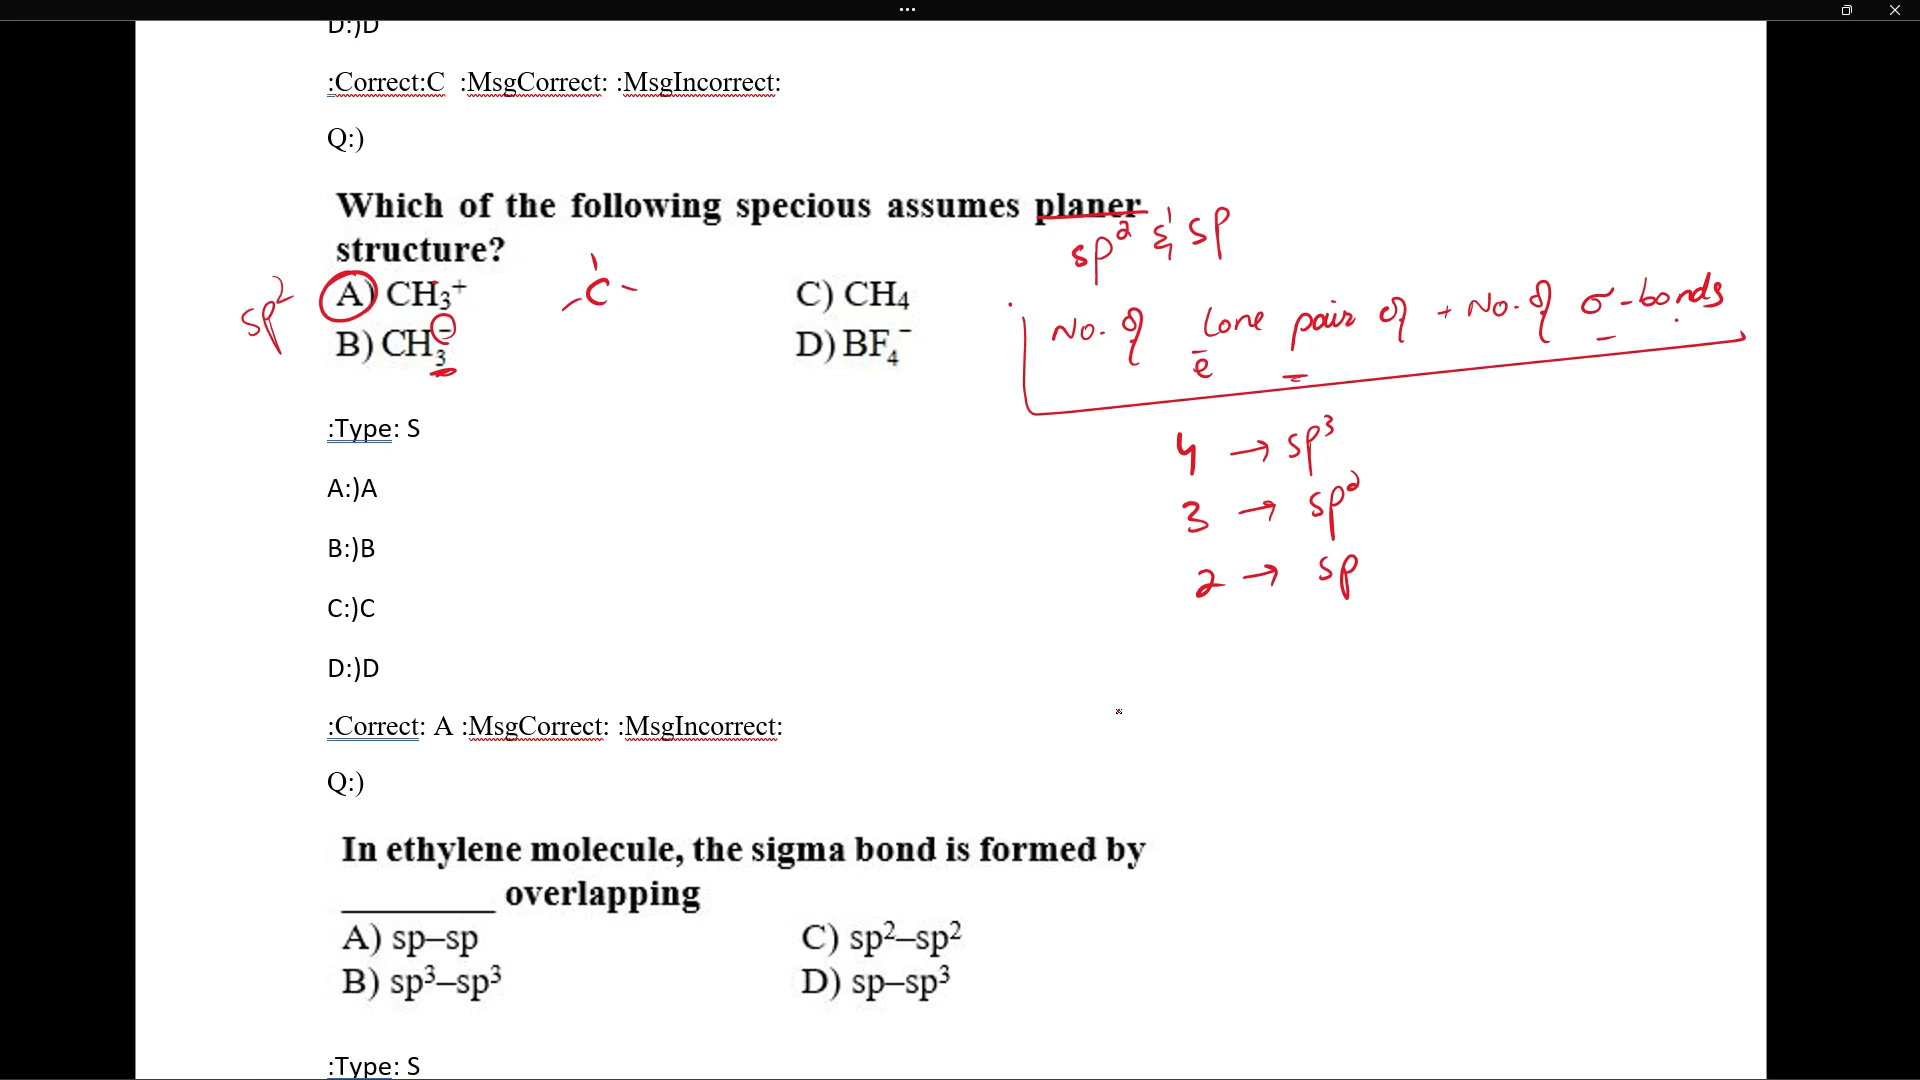 D:)D
:Correct:C :MsgCorrect: :MsgIncorrect:
Q:)
Which of the following specious assumes planer
structure?
sp² & sp
A) CH₃⁺
C) CH₄
sp²
-C-
B) CH₃⁻
D) BF₄⁻
No. of lone pair of + No. of σ-bonds
ē
:Type: S
4 → sp³
A:)A
3 → sp²
B:)B
2 → sp
C:)C
D:)D
:Correct: A :MsgCorrect: :MsgIncorrect:
Q:)
In ethylene molecule, the sigma bond is formed by
_________ overlapping
A) sp–sp
C) sp²–sp²
B) sp³–sp³
D) sp–sp³
:Type: S